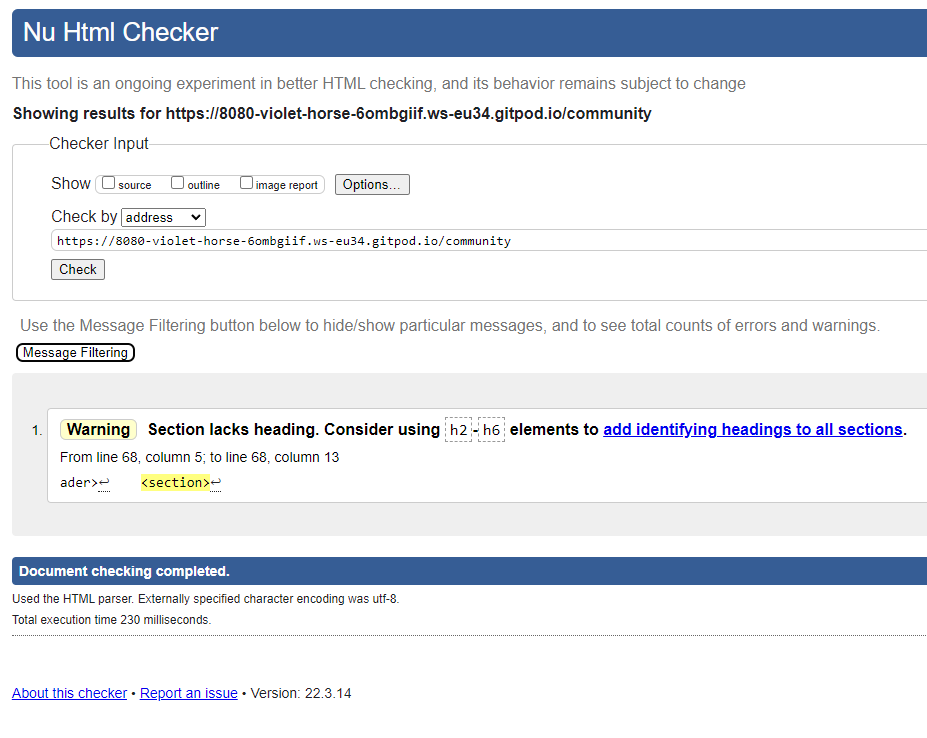 Nu Html Checker
This tool is an ongoing experiment in better HTML checking, and its behavior remains subject to change
Showing results for https://8080-violet-horse-6ombgiif.ws-eu34.gitpod.io/community
Checker Input
Show source outline image report Options...
Check by address
https://8080-violet-horse-6ombgiif.ws-eu34.gitpod.io/community
Check
Use the Message Filtering button below to hide/show particular messages, and to see total counts of errors and warnings.
Message Filtering
1. Warning Section lacks heading. Consider using h2-h6 elements to add identifying headings to all sections.
From line 68, column 5; to line 68, column 13
ader>↩ <section>↩
Document checking completed.
Used the HTML parser. Externally specified character encoding was utf-8.
Total execution time 230 milliseconds.
About this checker • Report an issue • Version: 22.3.14